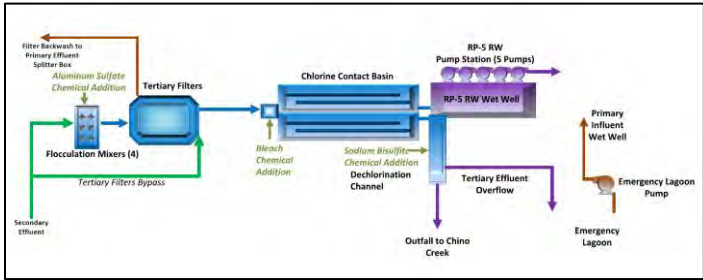 Filter Backwash to
Primary Effluent
Splitter Box
Aluminum Sulfate
Chemical Addition
Tertiary Filters
Flocculation Mixers (4)
Tertiary Filters Bypass
Secondary
Effluent
Chlorine Contact Basin
Bleach
Chemical
Addition
Sodium Bisulfite
Chemical Addition
Dechlorination
Channel
RP-5 RW
Pump Station (5 Pumps)
RP-5 RW Wet Well
Tertiary Effluent
Overflow
Outfall to Chino
Creek
Primary
Influent
Wet Well
Emergency Lagoon
Pump
Emergency
Lagoon